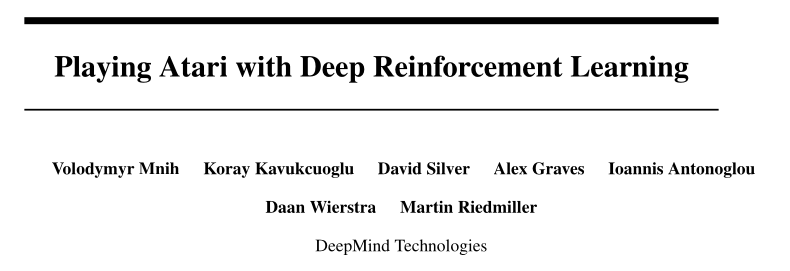 Playing Atari with Deep Reinforcement Learning
Volodymyr Mnih Koray Kavukcuoglu David Silver Alex Graves Ioannis Antonoglou
Daan Wierstra Martin Riedmiller
DeepMind Technologies